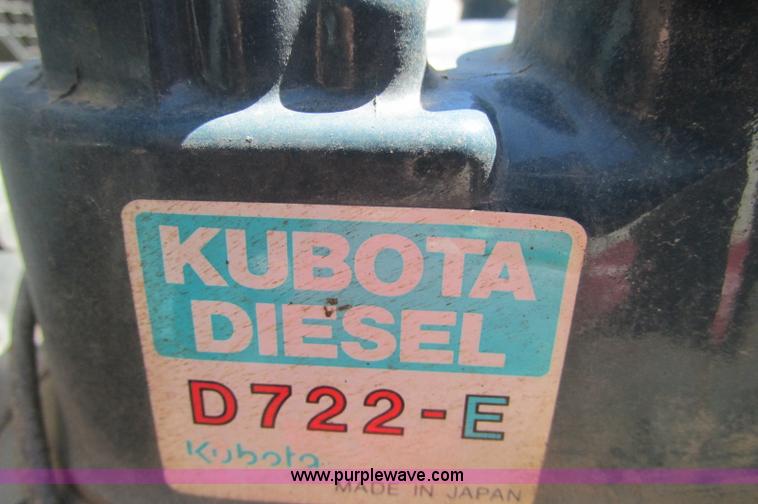 KUBOTA
DIESEL
D722-E
Kubota
www.purplewave.com
MADE IN JAPAN